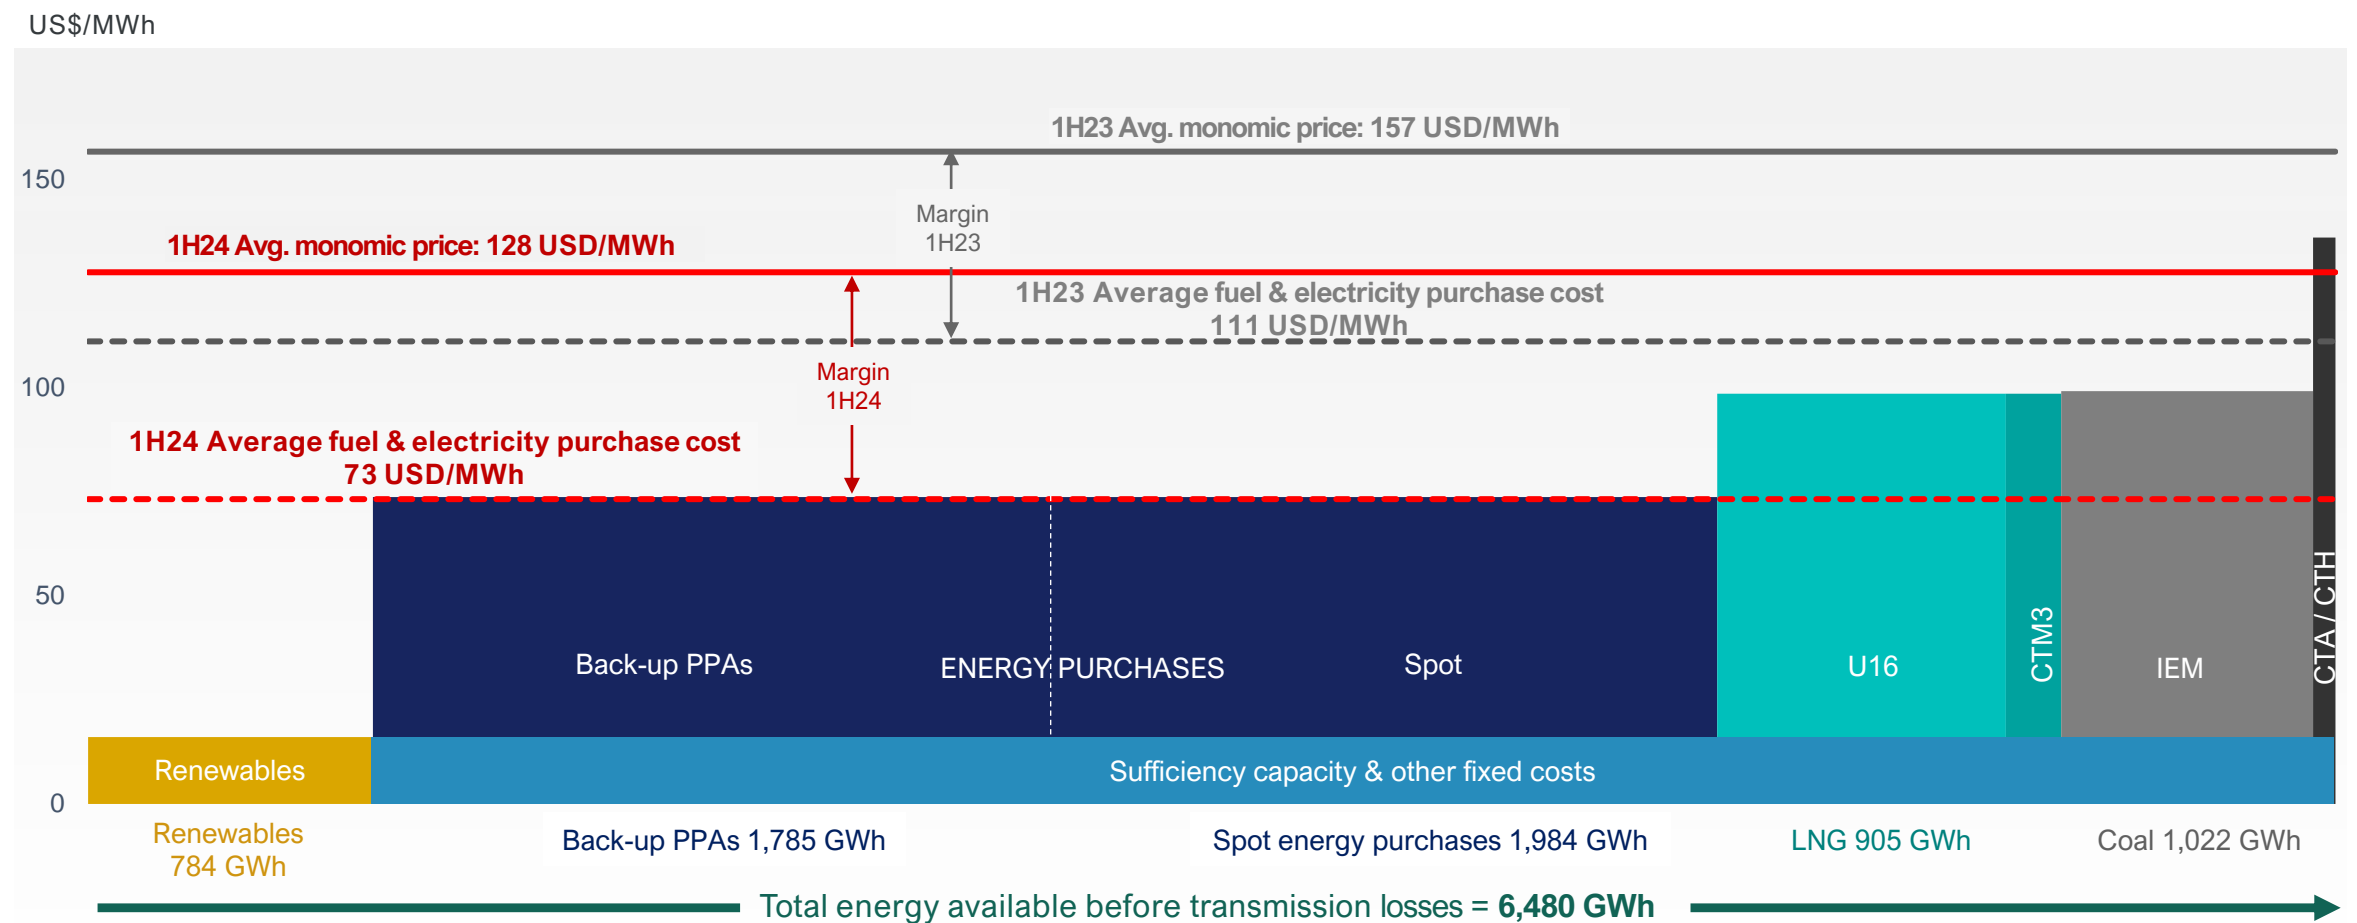 US$/MWh
1H23 Avg. monomic price: 157 USD/MWh
150
Margin
1H23
1H24 Avg. monomic price: 128 USD/MWh
1H23 Average fuel & electricity purchase cost
111 USD/MWh
100
Margin
1H24
1H24 Average fuel & electricity purchase cost
73 USD/MWh
50
Back-up PPAs
ENERGY PURCHASES
Spot
U16
CTM3
IEM
CTA / CTH
Renewables
Sufficiency capacity & other fixed costs
0
Renewables
784 GWh
Back-up PPAs 1,785 GWh
Spot energy purchases 1,984 GWh
LNG 905 GWh
Coal 1,022 GWh
Total energy available before transmission losses = 6,480 GWh